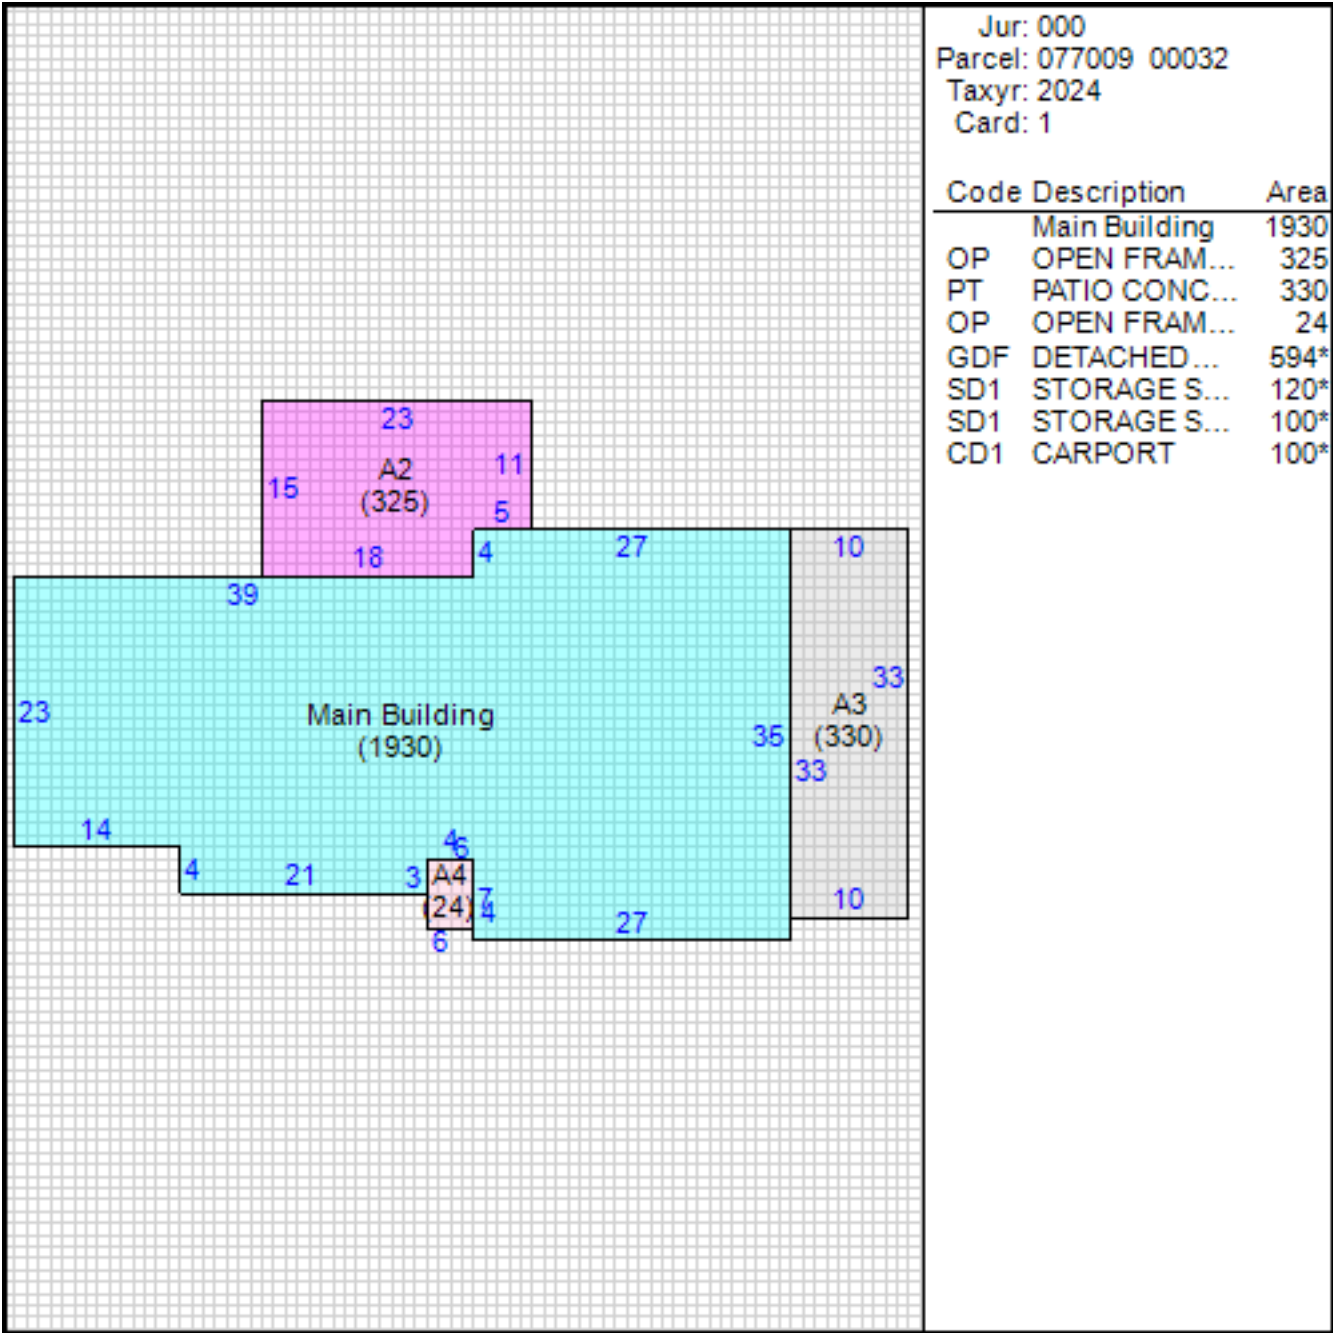 Jur: 000
Parcel: 077009 00032
Taxyr: 2024
Card: 1
Code Description Area
Main Building 1930
OP OPEN FRAM... 325
PT PATIO CONC... 330
OP OPEN FRAM... 24
GDF DETACHED... 594*
SD1 STORAGE S... 120*
SD1 STORAGE S... 100*
CD1 CARPORT 100*
23
11
A2
15
(325)
5
18
4
27
10
39
33
23
Main Building
(1930)
A3
(330)
35
33
14
4
6
4
21
3
A4
(24)
7
4
10
27
6